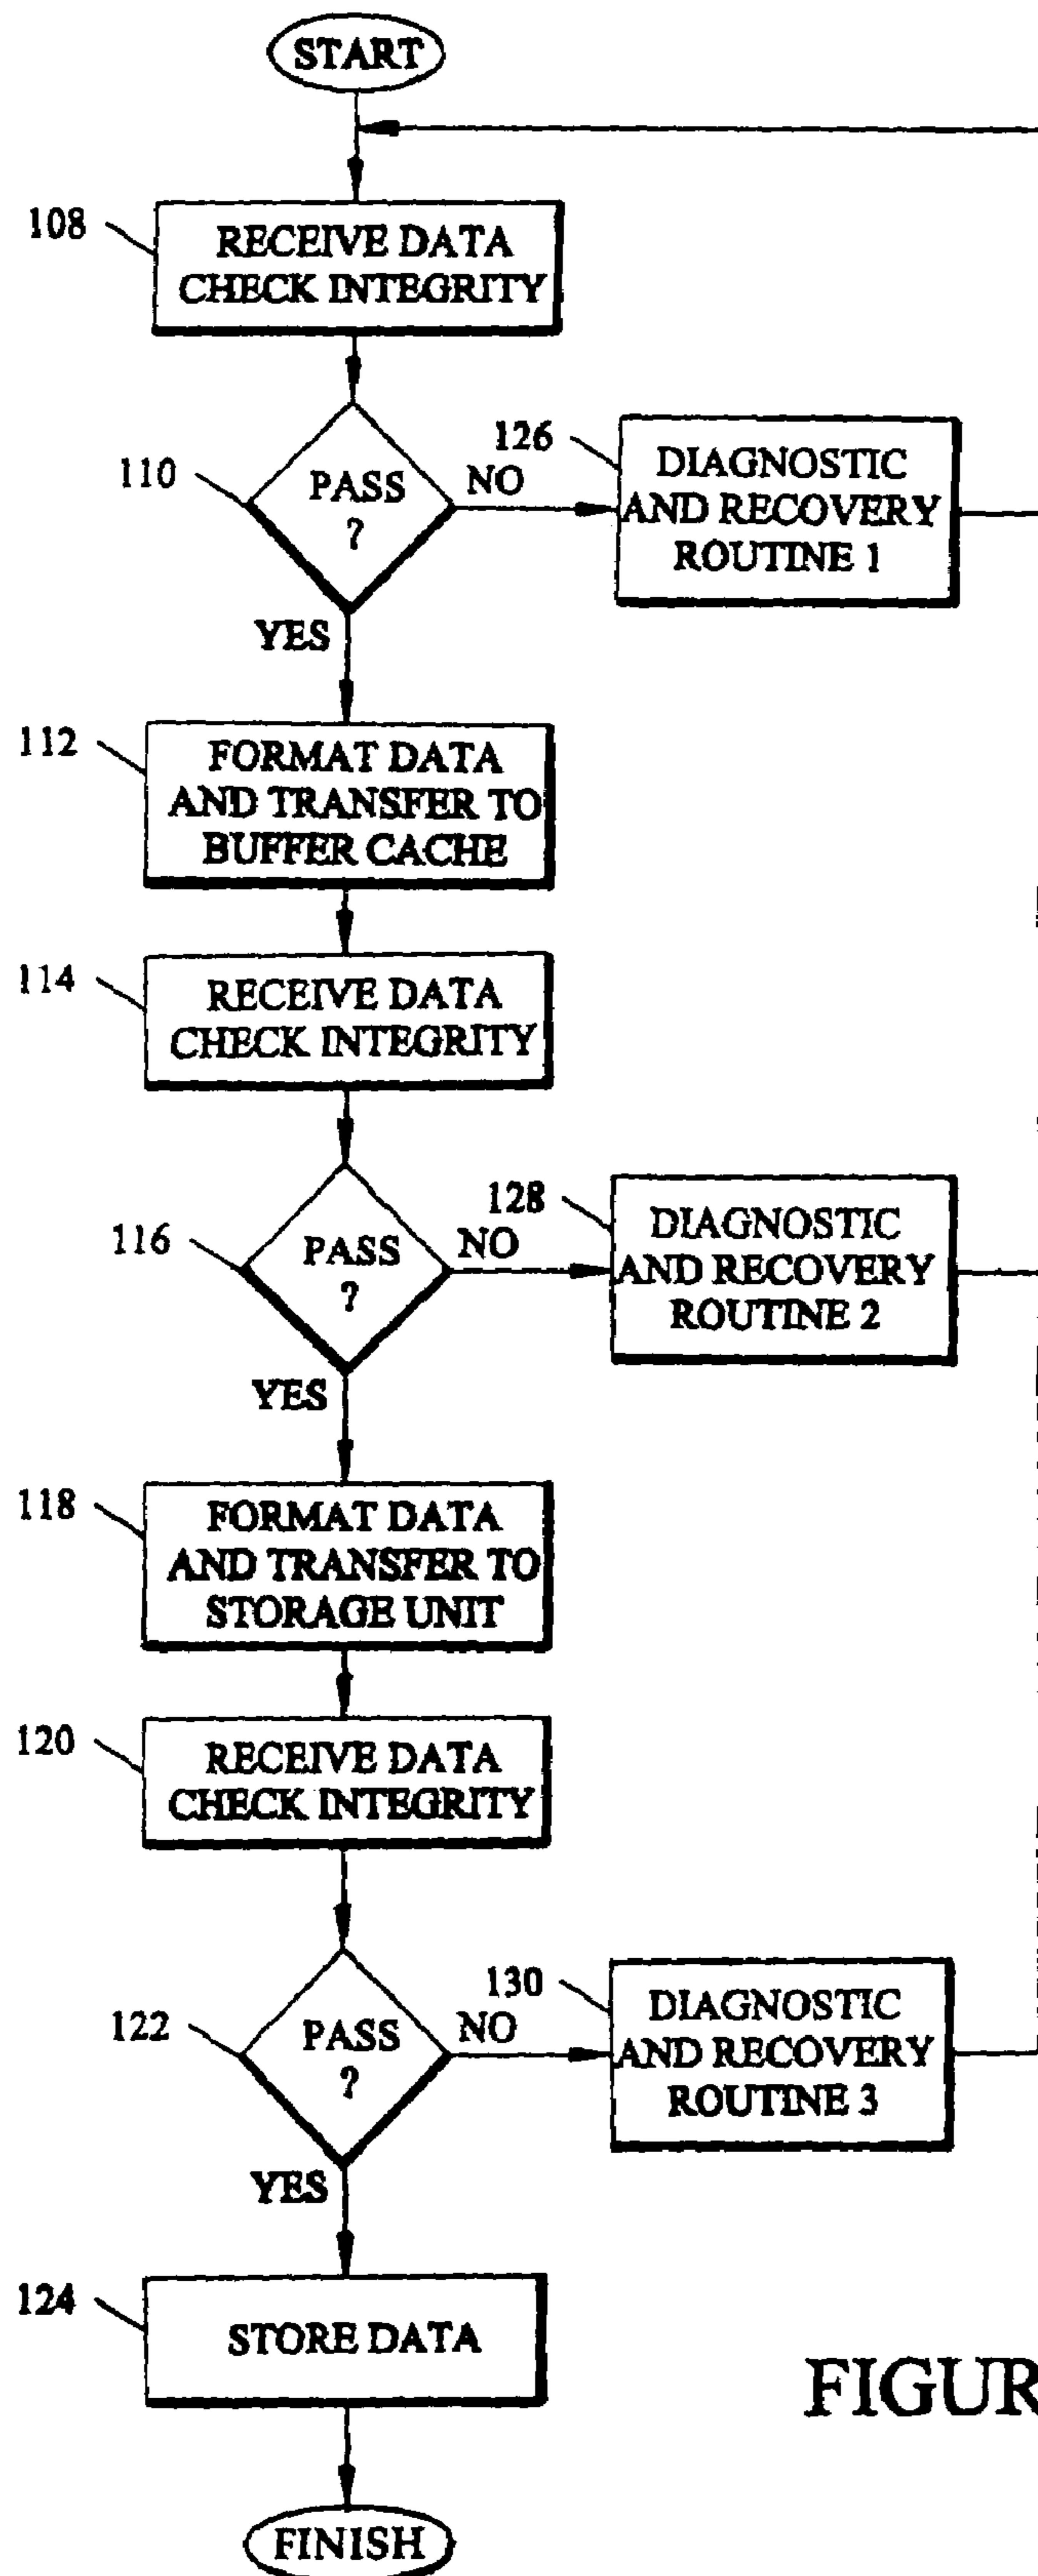 START
108
RECEIVE DATA
CHECK INTEGRITY
110
PASS
?
NO
126
DIAGNOSTIC
AND RECOVERY
ROUTINE 1
YES
112
FORMAT DATA
AND TRANSFER TO
BUFFER CACHE
114
RECEIVE DATA
CHECK INTEGRITY
116
PASS
?
NO
128
DIAGNOSTIC
AND RECOVERY
ROUTINE 2
YES
118
FORMAT DATA
AND TRANSFER TO
STORAGE UNIT
120
RECEIVE DATA
CHECK INTEGRITY
122
PASS
?
NO
130
DIAGNOSTIC
AND RECOVERY
ROUTINE 3
YES
124
STORE DATA
FIGUR
FINISH